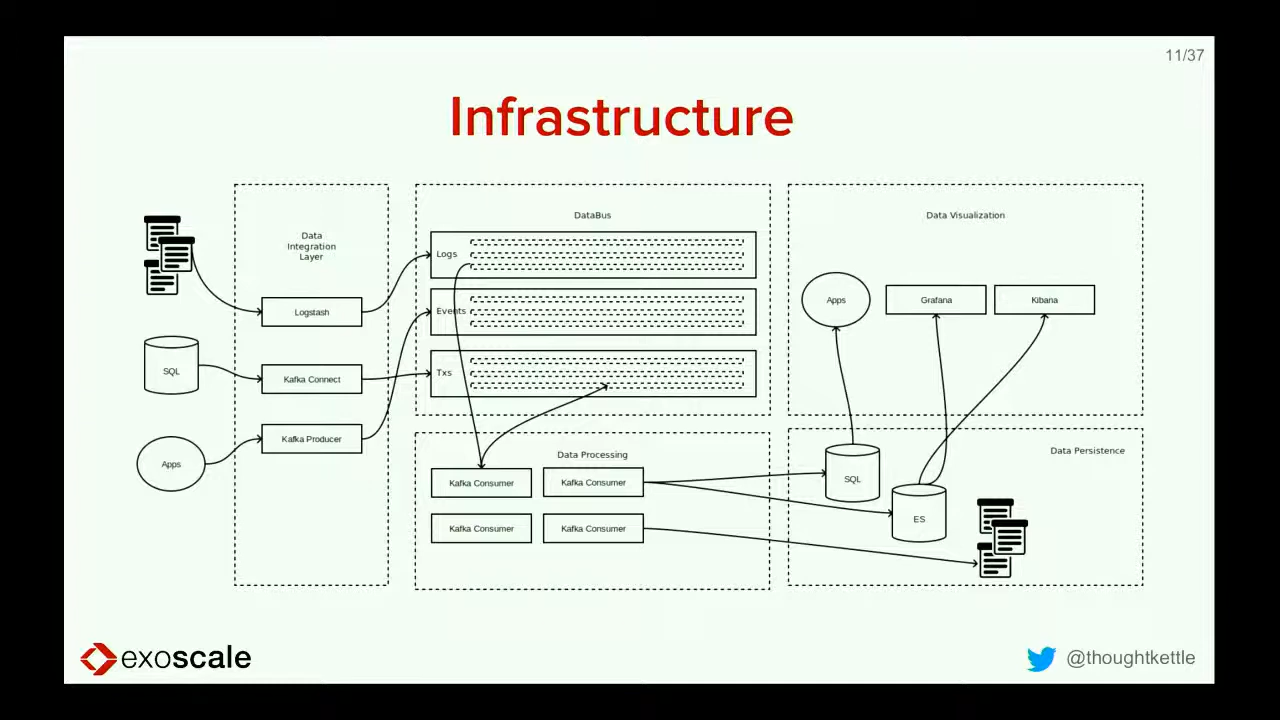 11/37
Infrastructure
Data
Integration
Layer
Logstash
SQL
Kafka Connect
Kafka Producer
Apps
DataBus
Logs
Events
Txs
Data Processing
Kafka Consumer
Kafka Consumer
Kafka Consumer
Kafka Consumer
Data Visualization
Apps
Grafana
Kibana
Data Persistence
SQL
ES
exoscale
@thoughtkettle